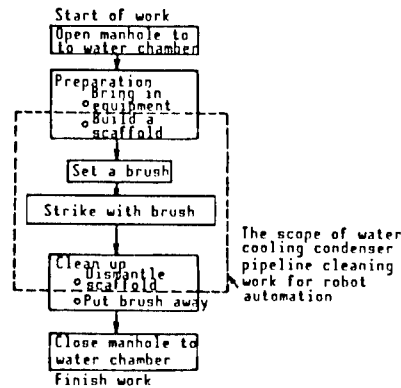 Start of work
Open manhole to
to water chamber
Preparation
Bring in
equipment
Build a
scaffold
Set a brush
Strike with brush
The scope of water
cooling condenser
pipeline cleaning
work for robot
automation
Clean up
Dismantle
scaffold
Put brush away
Close manhole to
water chamber
Finish work